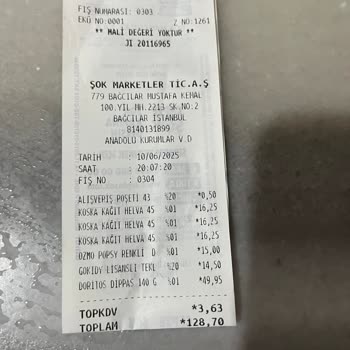 FİŞ NUMARASI: 0303
EKÜ NO:0001 Z NO:1261
** MALİ DEĞERİ YOKTUR **
JI 20116965
ŞOK MARKETLER TİC.A.Ş
779 BAĞCILAR MUSTAFA KEMAL
100.YIL MH.2213 SK.NO:2
BAĞCILAR İSTANBUL
8140131899
ANADOLU KURUMLAR V.D
TARİH : 10/06/2025
SAAT : 20:07:20
FİŞ NO : 0304
ALIŞVERİŞ POŞETİ 43 %20 *0,50
KOSKA KAĞIT HELVA 45 %01 *16,25
KOSKA KAĞIT HELVA 45 %01 *16,25
KOSKA KAĞIT HELVA 45 %01 *16,25
OZMO POPSY RENKLİ D %01 *15,00
GOKIDY LİSANSLI TEKL %20 *14,50
DORITOS DIPPAS 140 G %01 *49,95
TOPKDV *3,63
TOPLAM *128,70